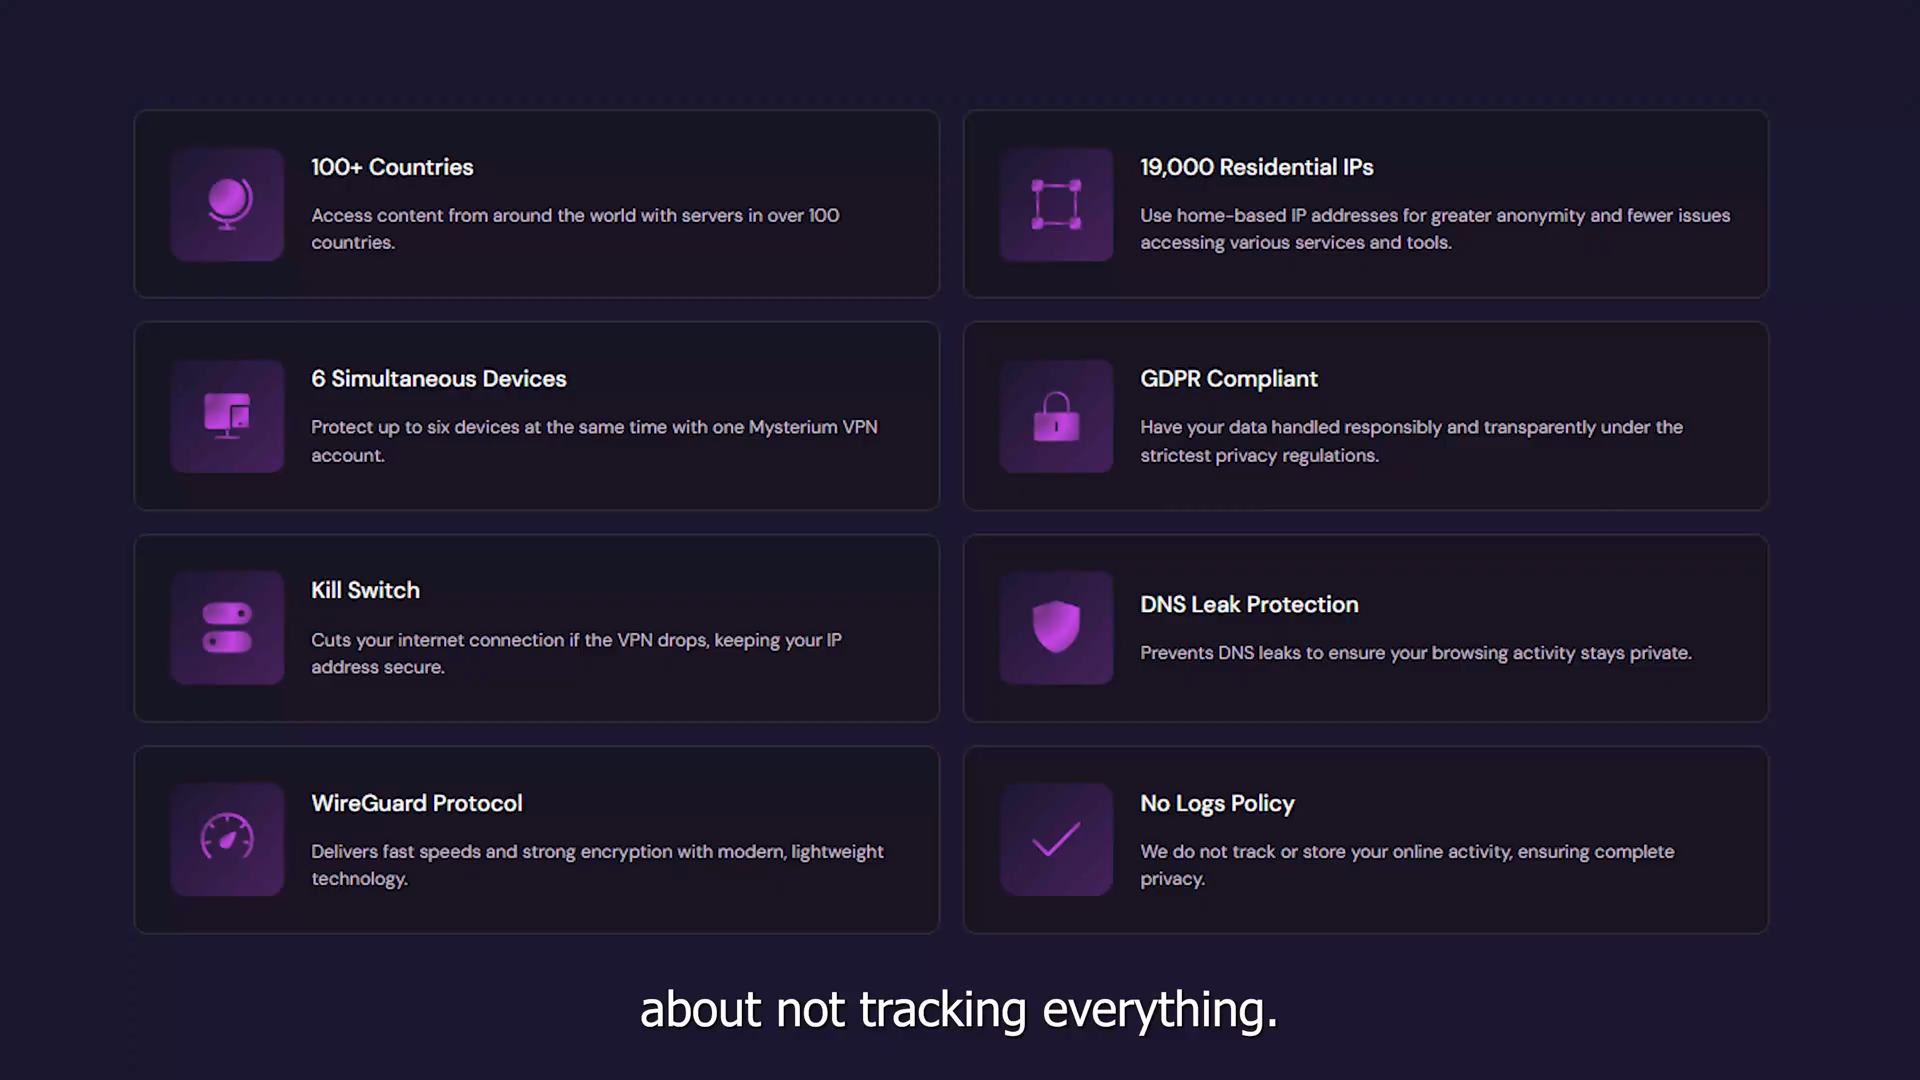 100+ Countries
Access content from around the world with servers in over 100
countries.
19,000 Residential IPs
Use home-based IP addresses for greater anonymity and fewer issues
accessing various services and tools.
6 Simultaneous Devices
Protect up to six devices at the same time with one Mysterium VPN
account.
GDPR Compliant
Have your data handled responsibly and transparently under the
strictest privacy regulations.
Kill Switch
Cuts your internet connection if the VPN drops, keeping your IP
address secure.
DNS Leak Protection
Prevents DNS leaks to ensure your browsing activity stays private.
WireGuard Protocol
Delivers fast speeds and strong encryption with modern, lightweight
technology.
No Logs Policy
We do not track or store your online activity, ensuring complete
privacy.
about not tracking everything.